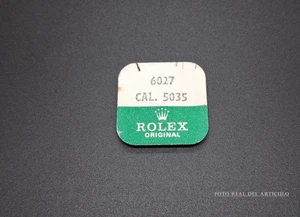 6027
CAL. 5035
ROLEX
ORIGINAL
FOTO REAL DEL ARTICULO